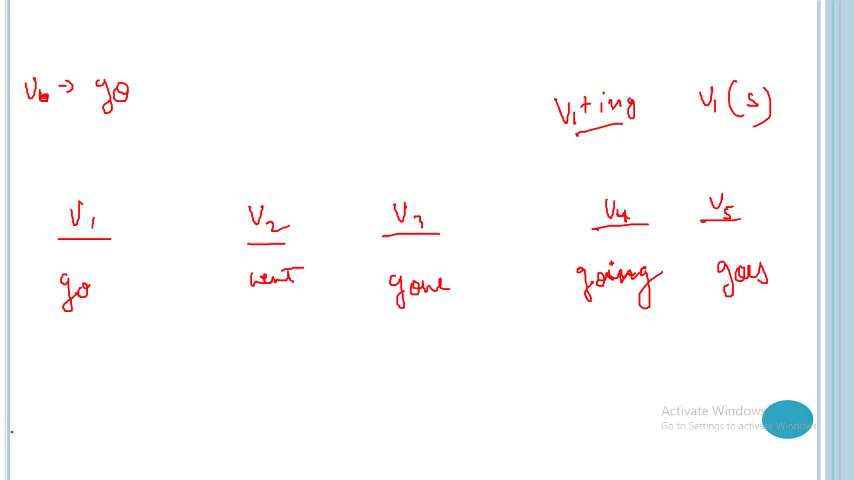 V₁ → go
V₁+ing V₁(s)
V₁ V₂ V₃ V₄ V₅
go went gone going goes
Activate Windows
Go to Settings to activate Windows